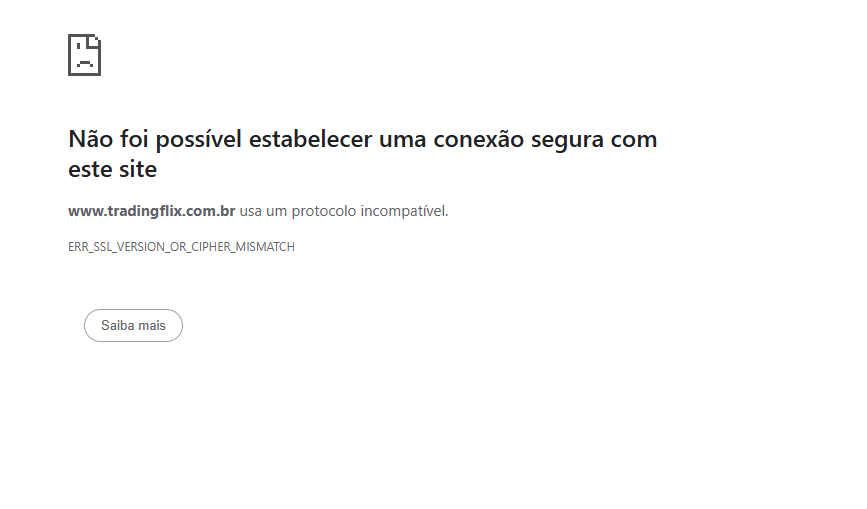 Não foi possível estabelecer uma conexão segura com
este site
www.tradingflix.com.br usa um protocolo incompatível.
ERR_SSL_VERSION_OR_CIPHER_MISMATCH
Saiba mais